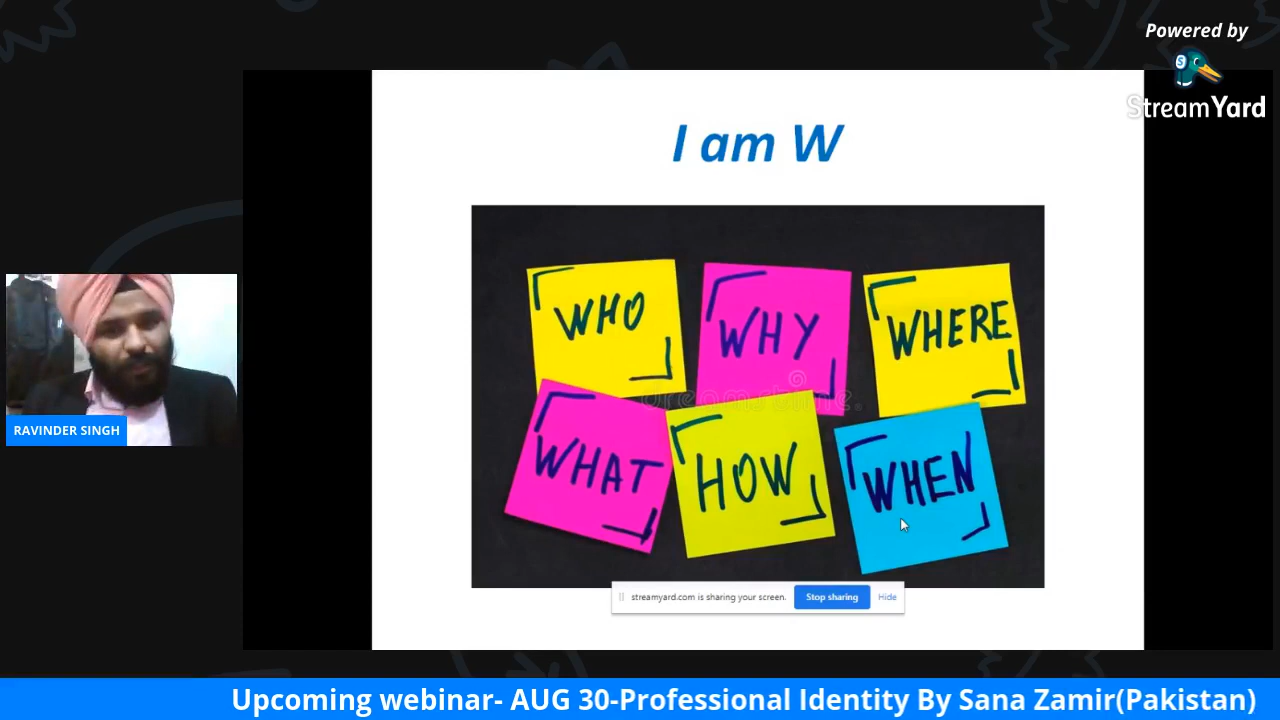 Powered by
StreamYard
I am W
WHO
WHY
WHERE
WHAT
HOW
WHEN
dreamstime.
streamyard.com is sharing your screen.
Stop sharing
Hide
RAVINDER SINGH
Upcoming webinar- AUG 30-Professional Identity By Sana Zamir(Pakistan)